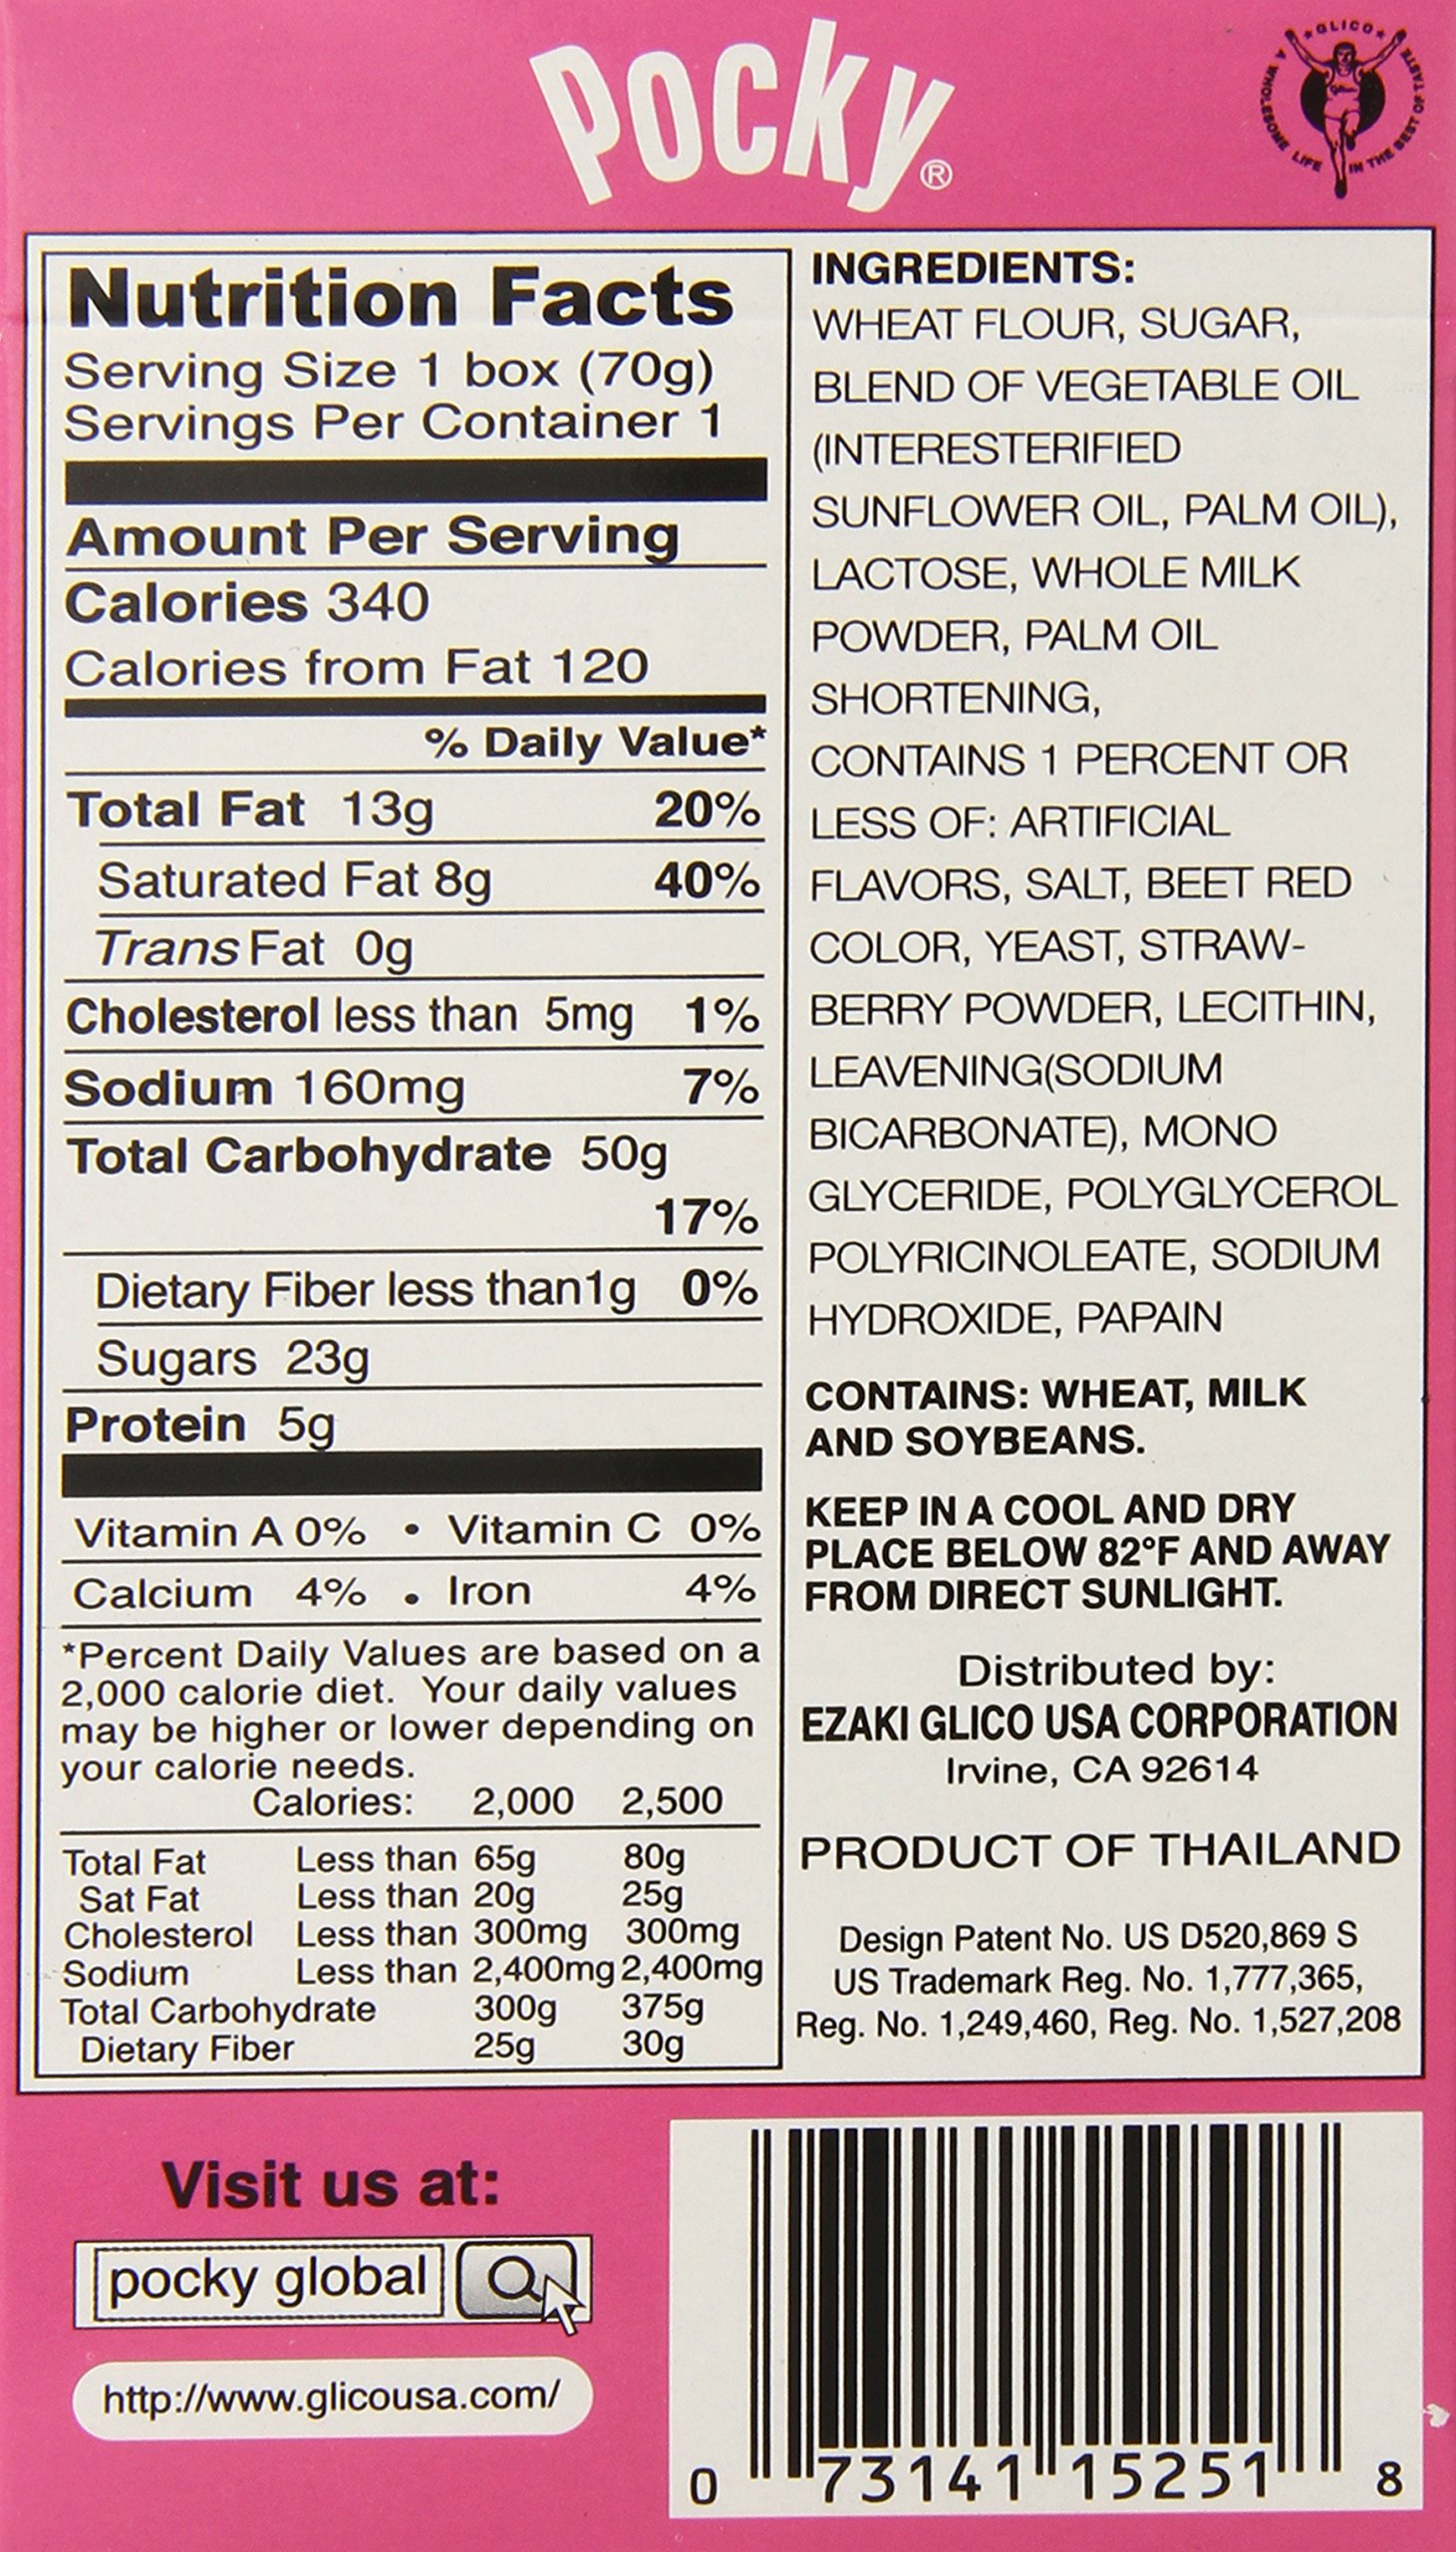 Pocky®
GLICO
A WHOLESOME LIFE IN THE BEST OF TASTE
Glico
Nutrition Facts
Serving Size 1 box (70g)
Servings Per Container 1
Amount Per Serving
Calories 340
Calories from Fat 120
% Daily Value*
Total Fat 13g 20%
Saturated Fat 8g 40%
Trans Fat 0g
Cholesterol less than 5mg 1%
Sodium 160mg 7%
Total Carbohydrate 50g
17%
Dietary Fiber less than1g 0%
Sugars 23g
Protein 5g
Vitamin A 0% • Vitamin C 0%
Calcium 4% • Iron 4%
*Percent Daily Values are based on a
2,000 calorie diet. Your daily values
may be higher or lower depending on
your calorie needs.
Calories: 2,000 2,500
Total Fat Less than 65g 80g
Sat Fat Less than 20g 25g
Cholesterol Less than 300mg 300mg
Sodium Less than 2,400mg 2,400mg
Total Carbohydrate 300g 375g
Dietary Fiber 25g 30g
INGREDIENTS:
WHEAT FLOUR, SUGAR,
BLEND OF VEGETABLE OIL
(INTERESTERIFIED
SUNFLOWER OIL, PALM OIL),
LACTOSE, WHOLE MILK
POWDER, PALM OIL
SHORTENING,
CONTAINS 1 PERCENT OR
LESS OF: ARTIFICIAL
FLAVORS, SALT, BEET RED
COLOR, YEAST, STRAW-
BERRY POWDER, LECITHIN,
LEAVENING(SODIUM
BICARBONATE), MONO
GLYCERIDE, POLYGLYCEROL
POLYRICINOLEATE, SODIUM
HYDROXIDE, PAPAIN
CONTAINS: WHEAT, MILK
AND SOYBEANS.
KEEP IN A COOL AND DRY
PLACE BELOW 82°F AND AWAY
FROM DIRECT SUNLIGHT.
Distributed by:
EZAKI GLICO USA CORPORATION
Irvine, CA 92614
PRODUCT OF THAILAND
Design Patent No. US D520,869 S
US Trademark Reg. No. 1,777,365,
Reg. No. 1,249,460, Reg. No. 1,527,208
Visit us at:
pocky global
http://www.glicousa.com/
0 73141 15251 8